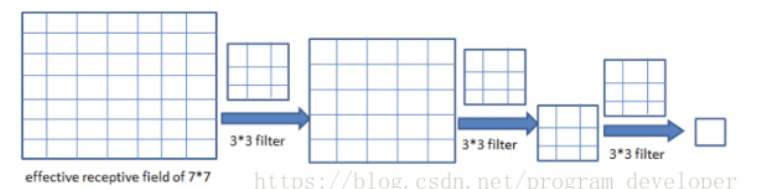 3*3 filter
3*3 filter
3*3 filter
effective receptive field of 7*7
https://blog.csdn.net/program_developer